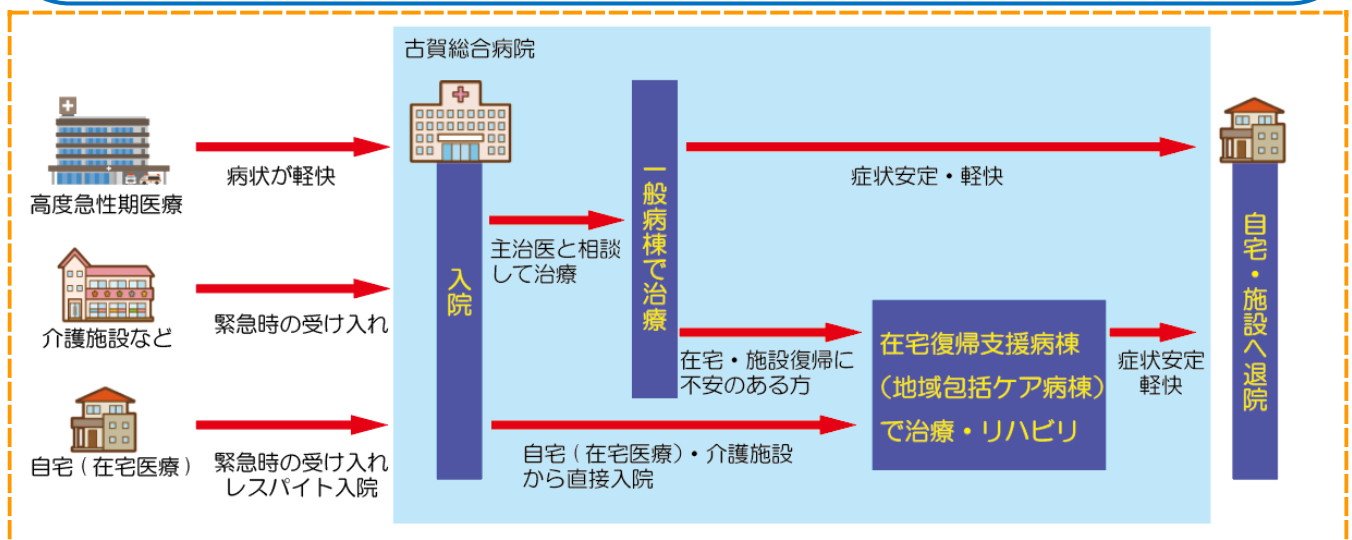 古賀総合病院
高度急性期医療
病状が軽快
介護施設など
緊急時の受け入れ
自宅(在宅医療)
緊急時の受け入れ
レスパイト入院
入院
主治医と相談
して治療
一般病棟で治療
症状安定・軽快
在宅・施設復帰に
不安のある方
自宅(在宅医療)・介護施設
から直接入院
在宅復帰支援病棟
(地域包括ケア病棟)
で治療・リハビリ
症状安定
軽快
自宅・施設へ退院